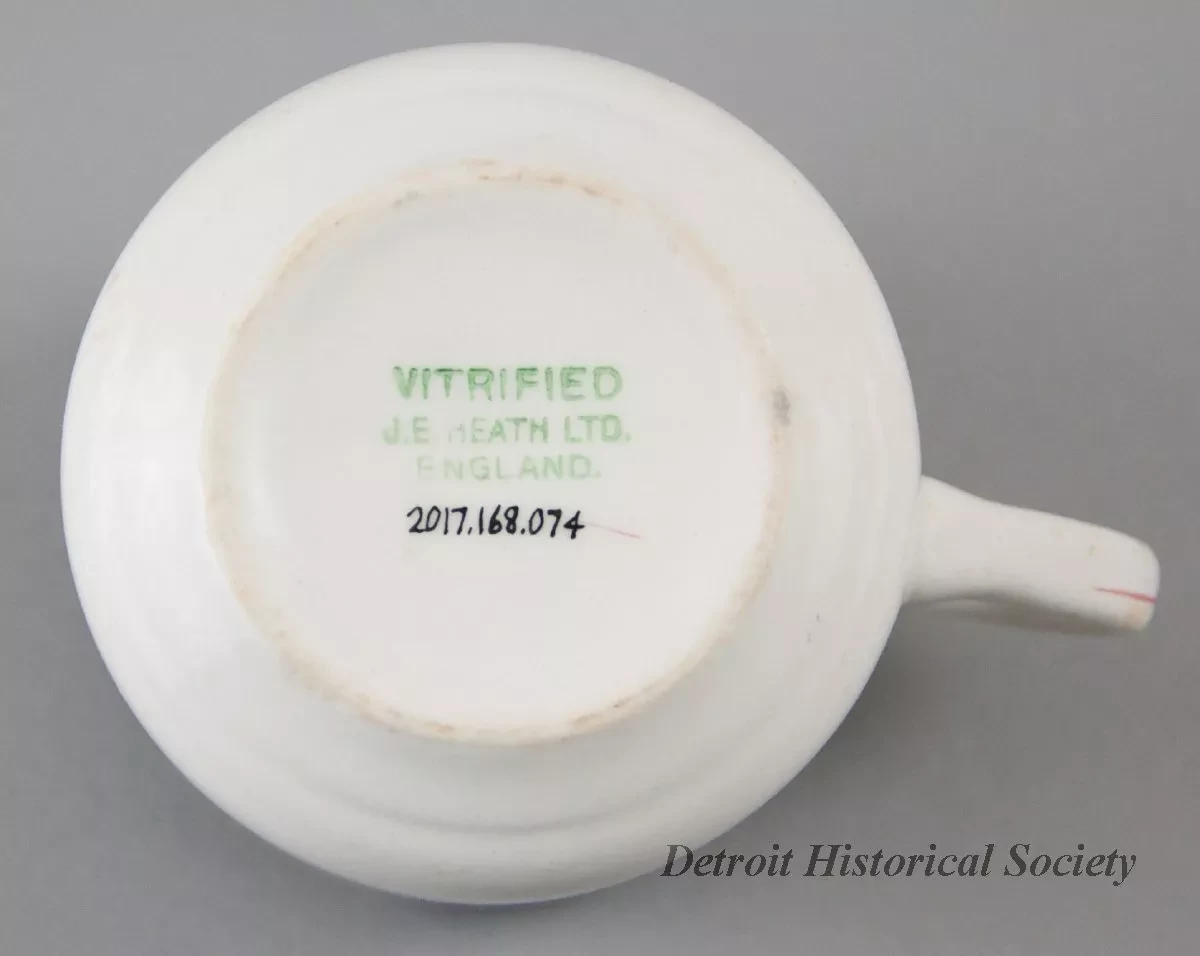 VITRIFIED
J.E. HEATH LTD.
ENGLAND.
2017.168.074
Detroit Historical Society